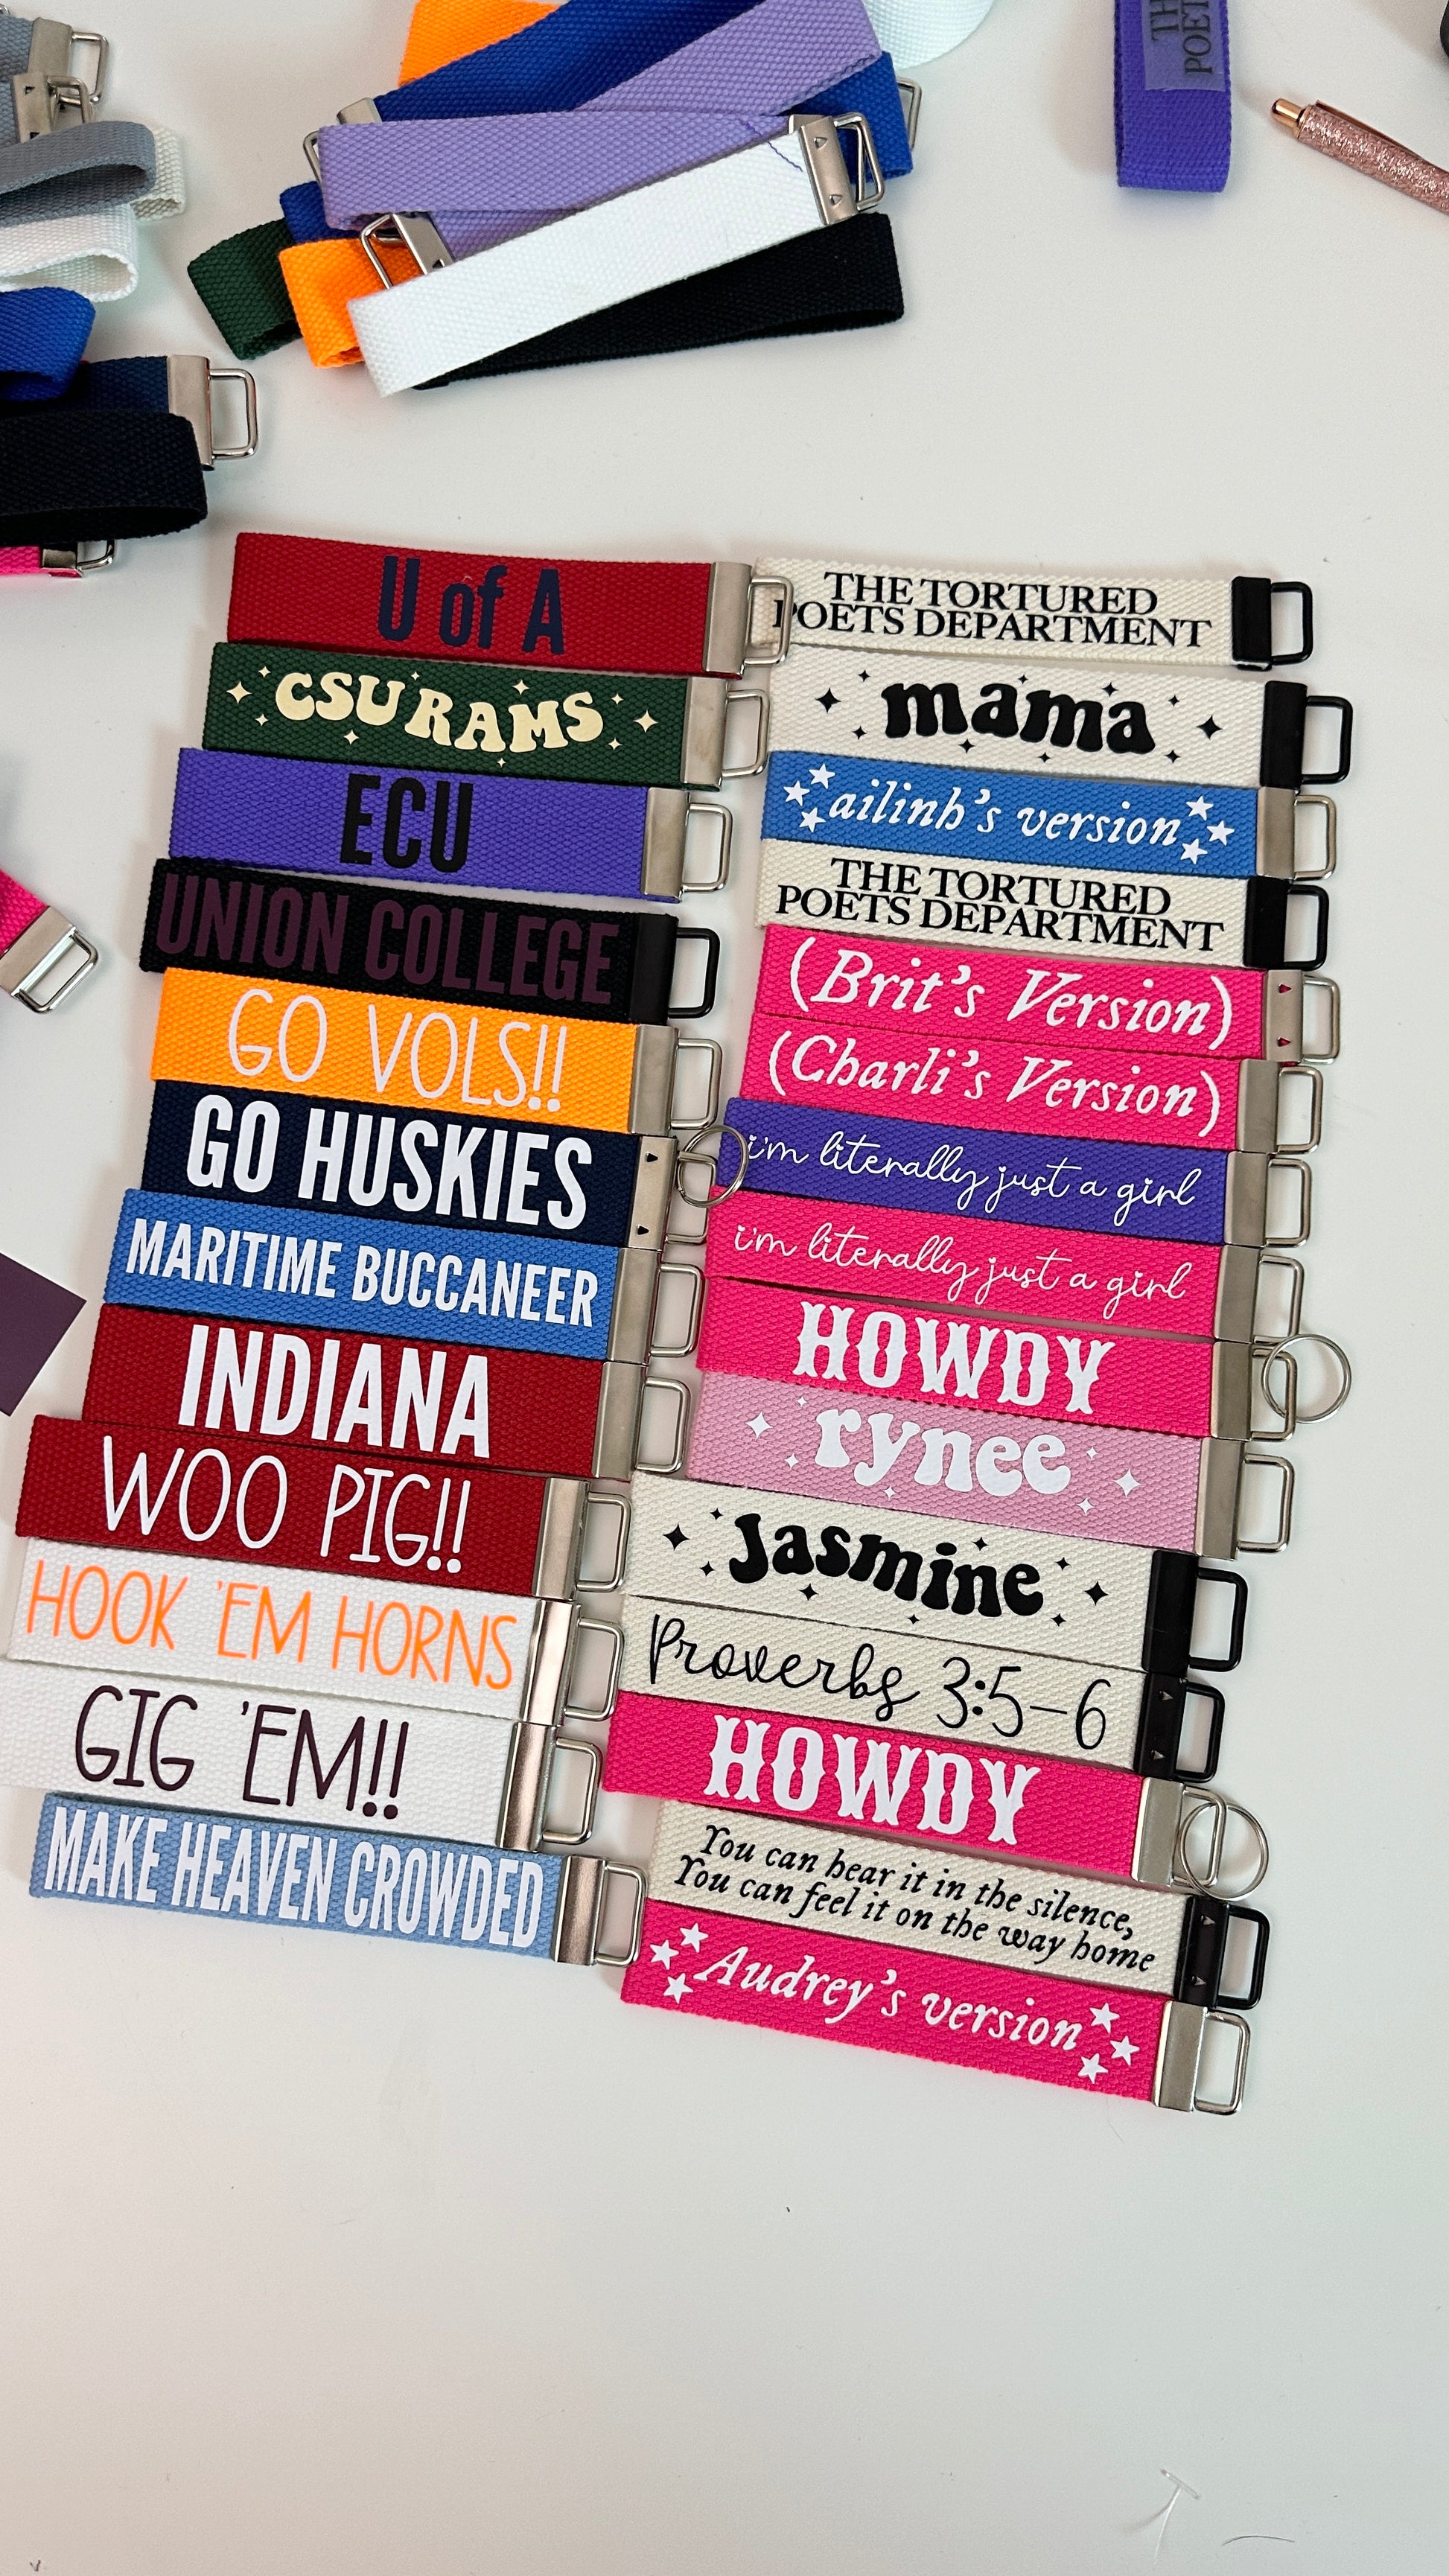 TH
POET
U of A
CSU RAMS
ECU
UNION COLLEGE
GO VOLS!!
GO HUSKIES
MARITIME BUCCANEER
INDIANA
WOO PIG!!
HOOK 'EM HORNS
GIG 'EM!!
MAKE HEAVEN CROWDED
THE TORTURED
POETS DEPARTMENT
mama
ailinh's version
THE TORTURED
POETS DEPARTMENT
(Brit's Version)
(Charli's Version)
i'm literally just a girl
i'm literally just a girl
HOWDY
rynee
Jasmine
Proverbs 3:5-6
HOWDY
You can hear it in the silence,
You can feel it on the way home
Audrey's version